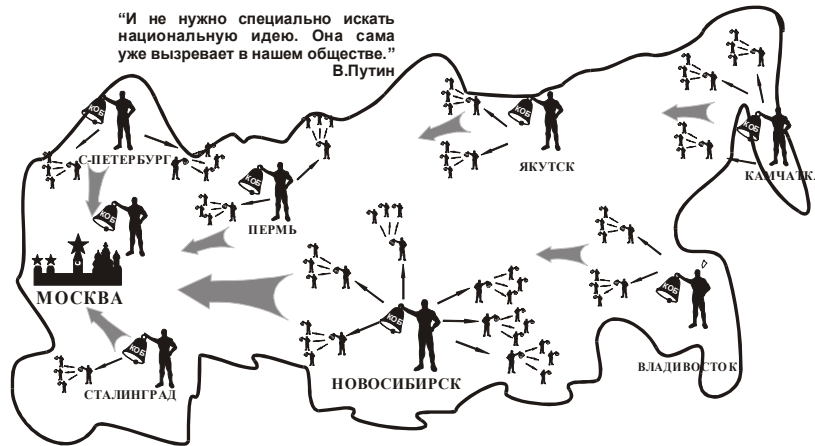 “И не нужно специально искать
национальную идею. Она сама
уже вызревает в нашем обществе.”
В.Путин
КОБ
С-ПЕТЕРБУРГ
КОБ
ЯКУТСК
КОБ
КАМЧАТКА
КОБ
ПЕРМЬ
КОБ
МОСКВА
КОБ
НОВОСИБИРСК
КОБ
ВЛАДИВОСТОК
КОБ
СТАЛИНГРАД